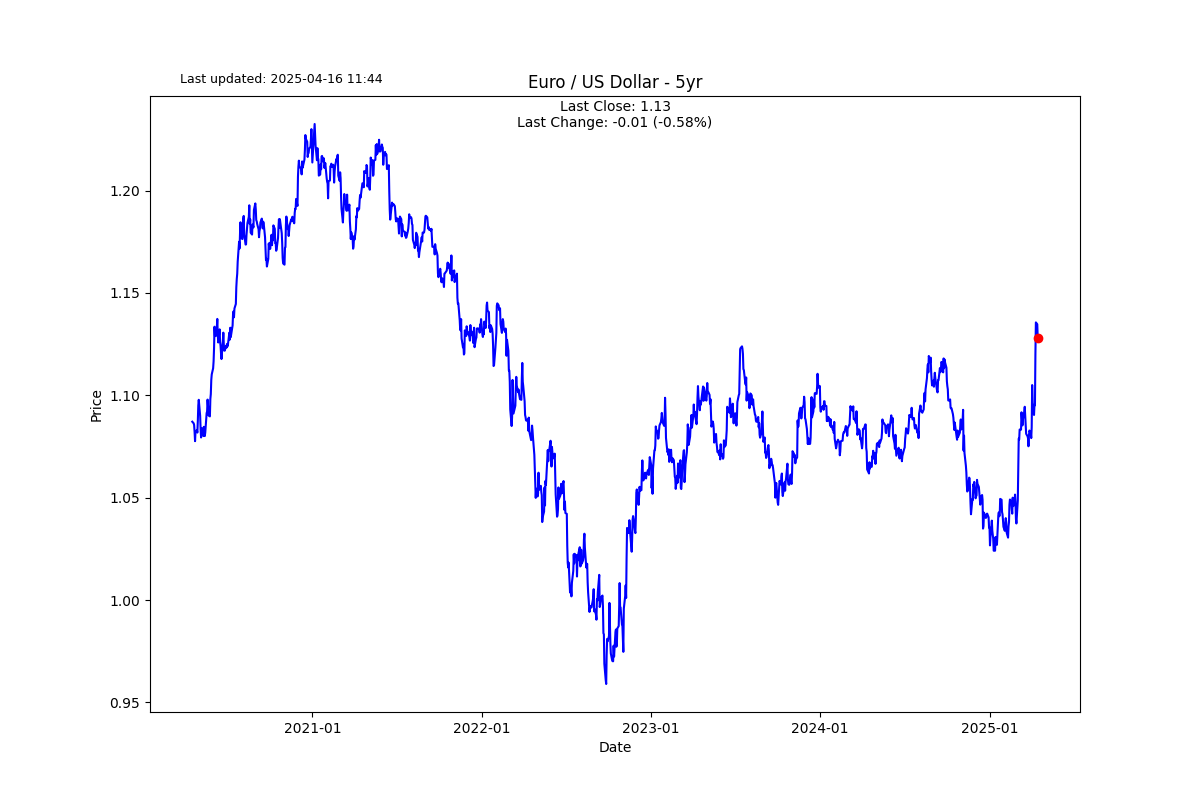 Last updated: 2025-04-16 11:44
Euro / US Dollar - 5yr
Last Close: 1.13
Last Change: -0.01 (-0.58%)
1.20
1.15
1.10
1.05
1.00
0.95
Price
2021-01
2022-01
2023-01
2024-01
2025-01
Date